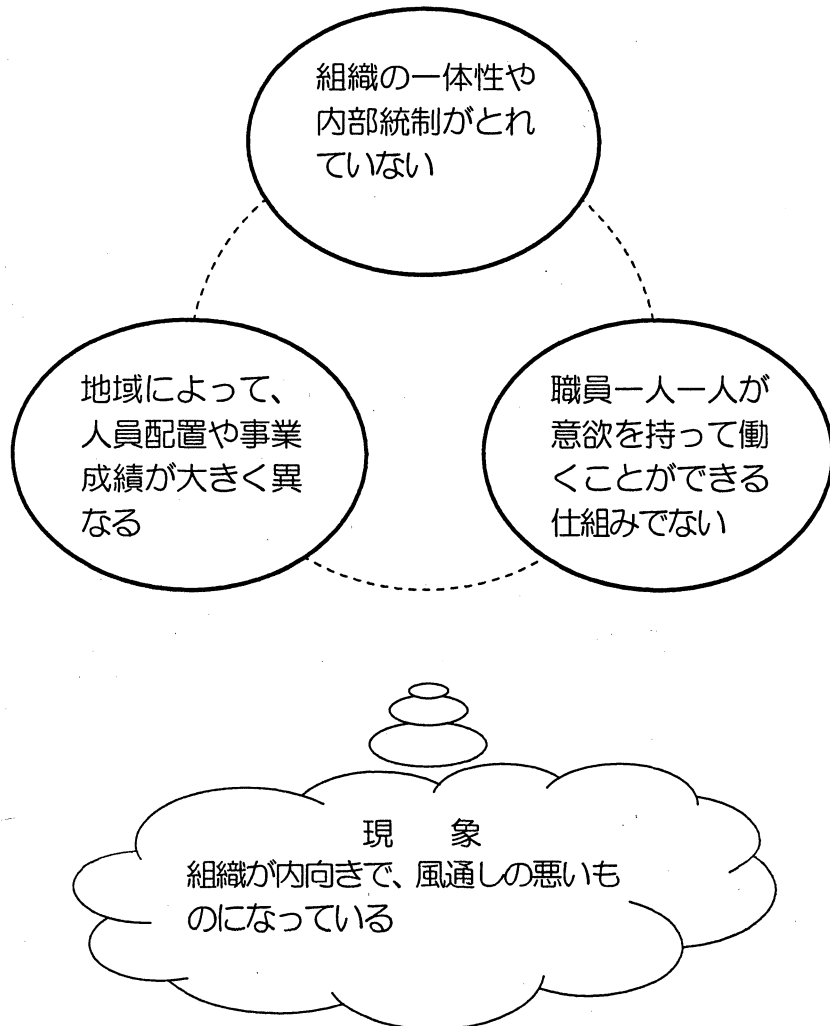 組織の一体性や
内部統制がとれ
ていない
地域によって、
人員配置や事業
成績が大きく異
なる
職員一人一人が
意欲を持って働
くことができる
仕組みでない
現　象
組織が内向きで、風通しの悪いも
のになっている